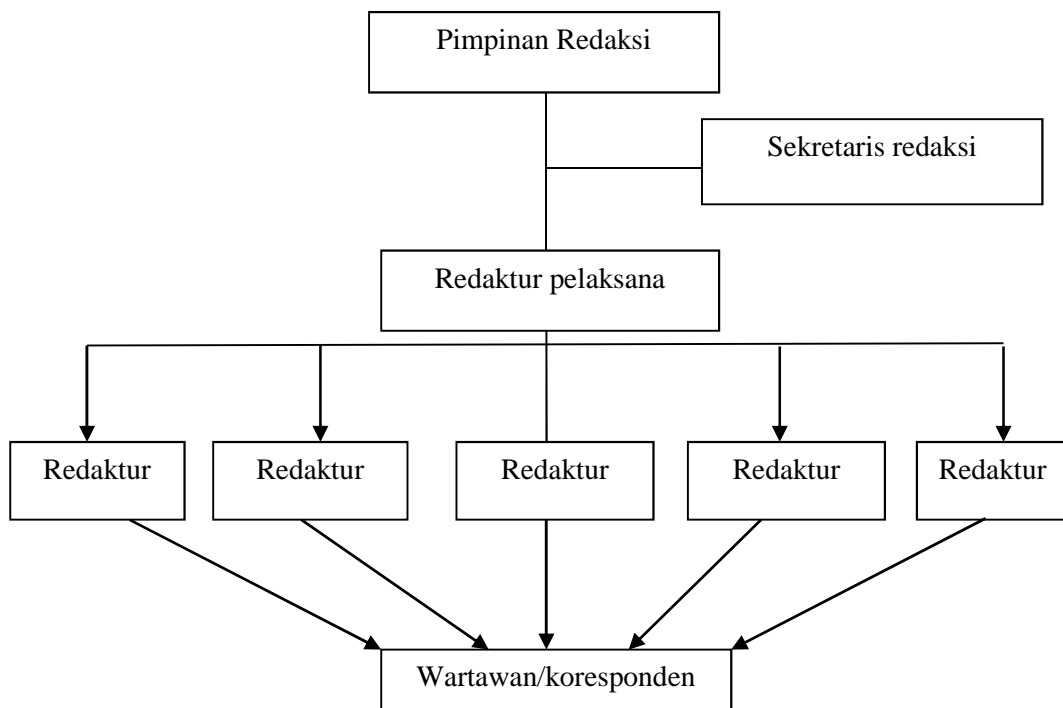 Pimpinan Redaksi
Sekretaris redaksi
Redaktur pelaksana
Redaktur
Redaktur
Redaktur
Redaktur
Redaktur
Wartawan/koresponden